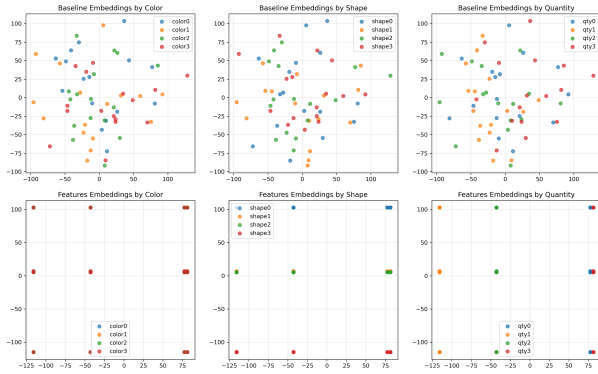 Baseline Embeddings by Color
100
75
50
25
0
−25
−50
−75
−100
−100
−50
0
50
100
color0
color1
color2
color3
Baseline Embeddings by Shape
100
75
50
25
0
−25
−50
−75
−100
−100
−50
0
50
100
shape0
shape1
shape2
shape3
Baseline Embeddings by Quantity
100
75
50
25
0
−25
−50
−75
−100
−100
−50
0
50
100
qty0
qty1
qty2
qty3
Features Embeddings by Color
100
50
0
−50
−100
−125
−100
−75
−50
−25
0
25
50
75
color0
color1
color2
color3
Features Embeddings by Shape
100
50
0
−50
−100
−125
−100
−75
−50
−25
0
25
50
75
shape0
shape1
shape2
shape3
Features Embeddings by Quantity
100
50
0
−50
−100
−125
−100
−75
−50
−25
0
25
50
75
qty0
qty1
qty2
qty3